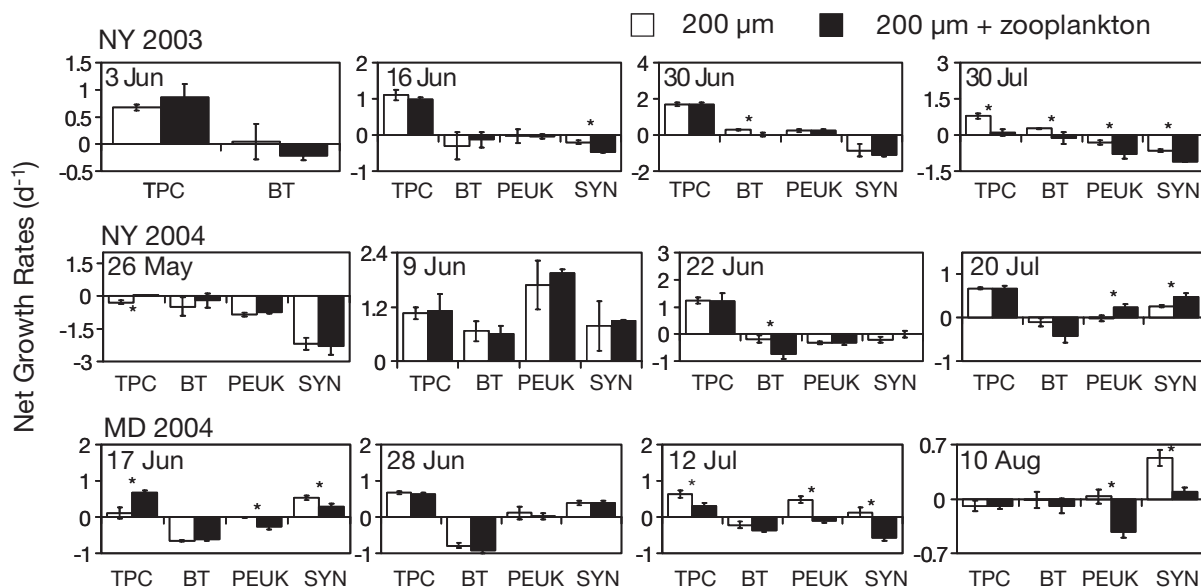 200 µm 200 µm + zooplankton
NY 2003
3 Jun 16 Jun 30 Jun 30 Jul
1.5 2 4 3
1 1 2 1.5
0.5 0 0 0
0 -1 -2 -1.5
-0.5
* * * * * *
TPC BT TPC BT PEUK SYN TPC BT PEUK SYN TPC BT PEUK SYN
Net Growth Rates (d-1)
NY 2004
26 May 9 Jun 22 Jun 20 Jul
1.5 2.4 3 1
0 1.2 2 0
-1.5 0 1 -1
-3 0
-1
* * * *
TPC BT PEUK SYN TPC BT PEUK SYN TPC BT PEUK SYN TPC BT PEUK SYN
MD 2004
17 Jun 28 Jun 12 Jul 10 Aug
2 2 2 0.7
1 1 1 0
0 0 0 -0.7
-1 -1 -1
* * * * * * * *
TPC BT PEUK SYN TPC BT PEUK SYN TPC BT PEUK SYN TPC BT PEUK SYN